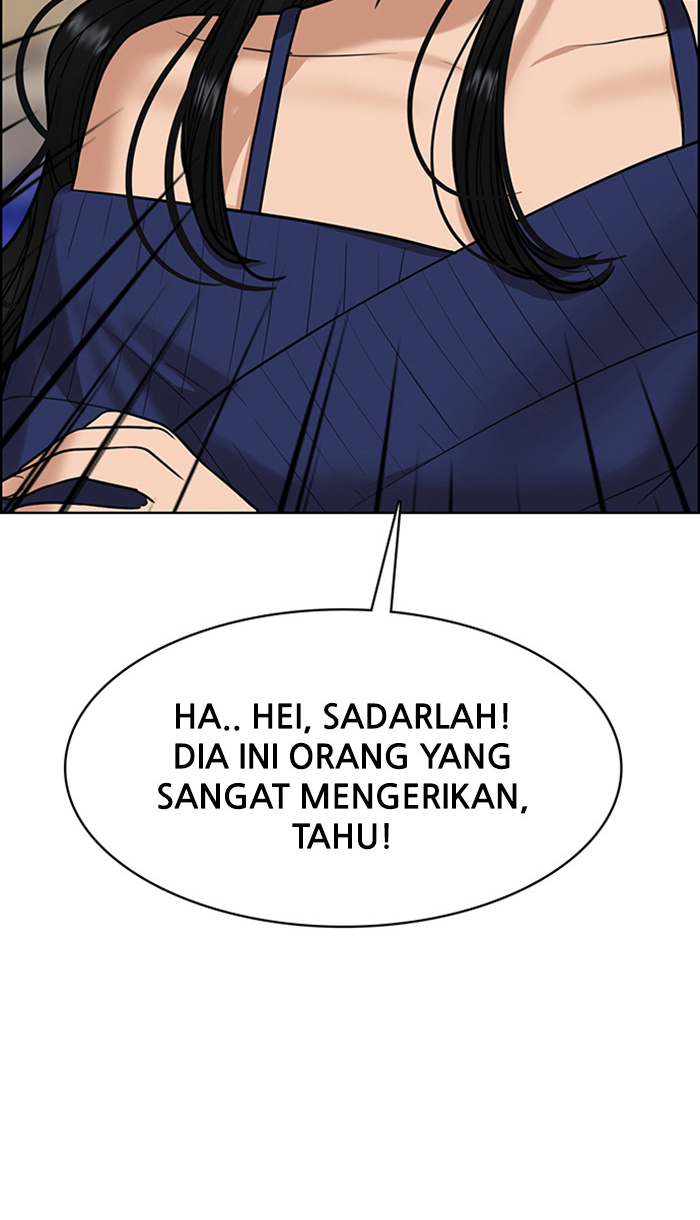 HA.. HEI, SADARLAH!
DIA INI ORANG YANG
SANGAT MENGERIKAN,
TAHU!